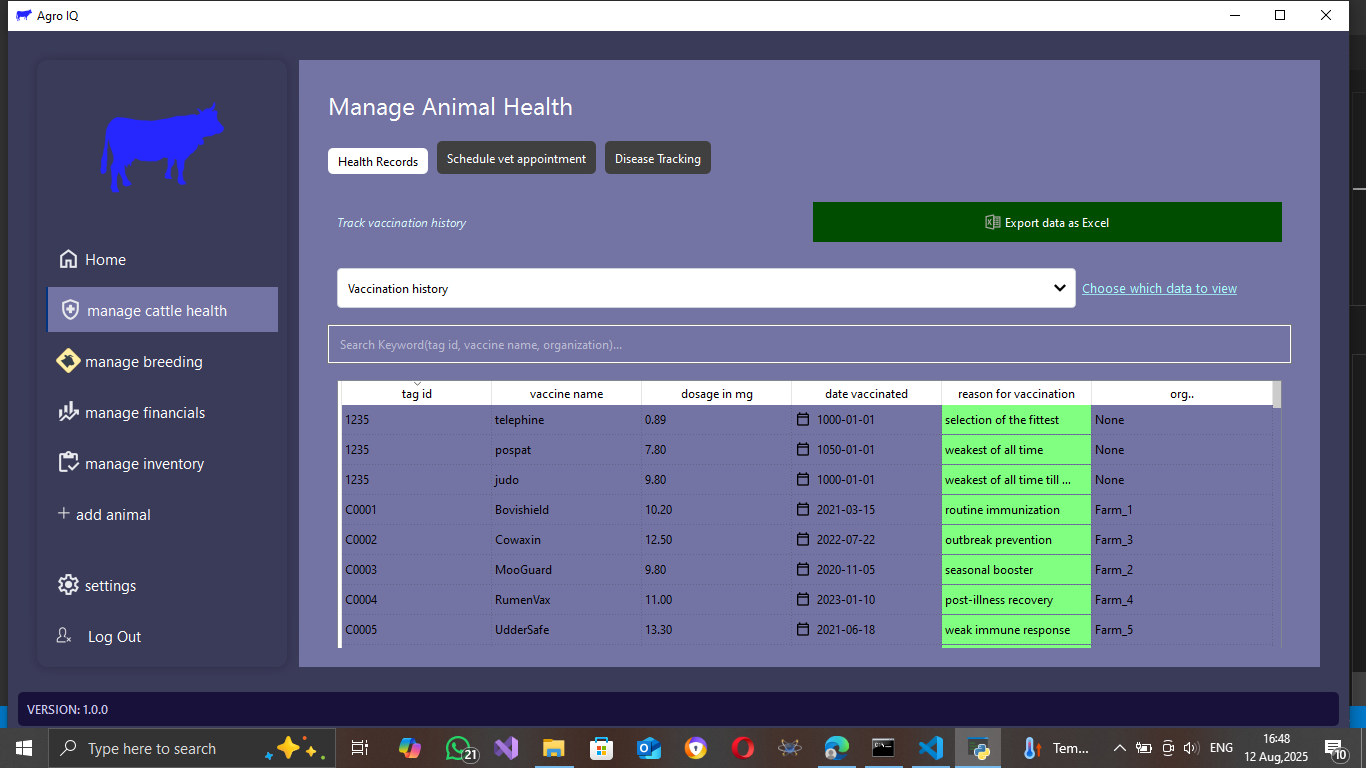 Agro IQ
Manage Animal Health
Health Records Schedule vet appointment Disease Tracking
Track vaccination history Export data as Excel
Vaccination history Choose which data to view
Search Keyword(tag id, vaccine name, organization)...
Home
manage cattle health
manage breeding
manage financials
manage inventory
add animal
settings
Log Out
tag id vaccine name dosage in mg date vaccinated reason for vaccination org..
1235 telephine 0.89 1000-01-01 selection of the fittest None
1235 pospat 7.80 1050-01-01 weakest of all time None
1235 judo 9.80 1000-01-01 weakest of all time till ... None
C0001 Bovishield 10.20 2021-03-15 routine immunization Farm_1
C0002 Cowaxin 12.50 2022-07-22 outbreak prevention Farm_3
C0003 MooGuard 9.80 2020-11-05 seasonal booster Farm_2
C0004 RumenVax 11.00 2023-01-10 post-illness recovery Farm_4
C0005 UdderSafe 13.30 2021-06-18 weak immune response Farm_5
VERSION: 1.0.0
Type here to search 21 Tem... ENG 16:48
12 Aug,2025 10